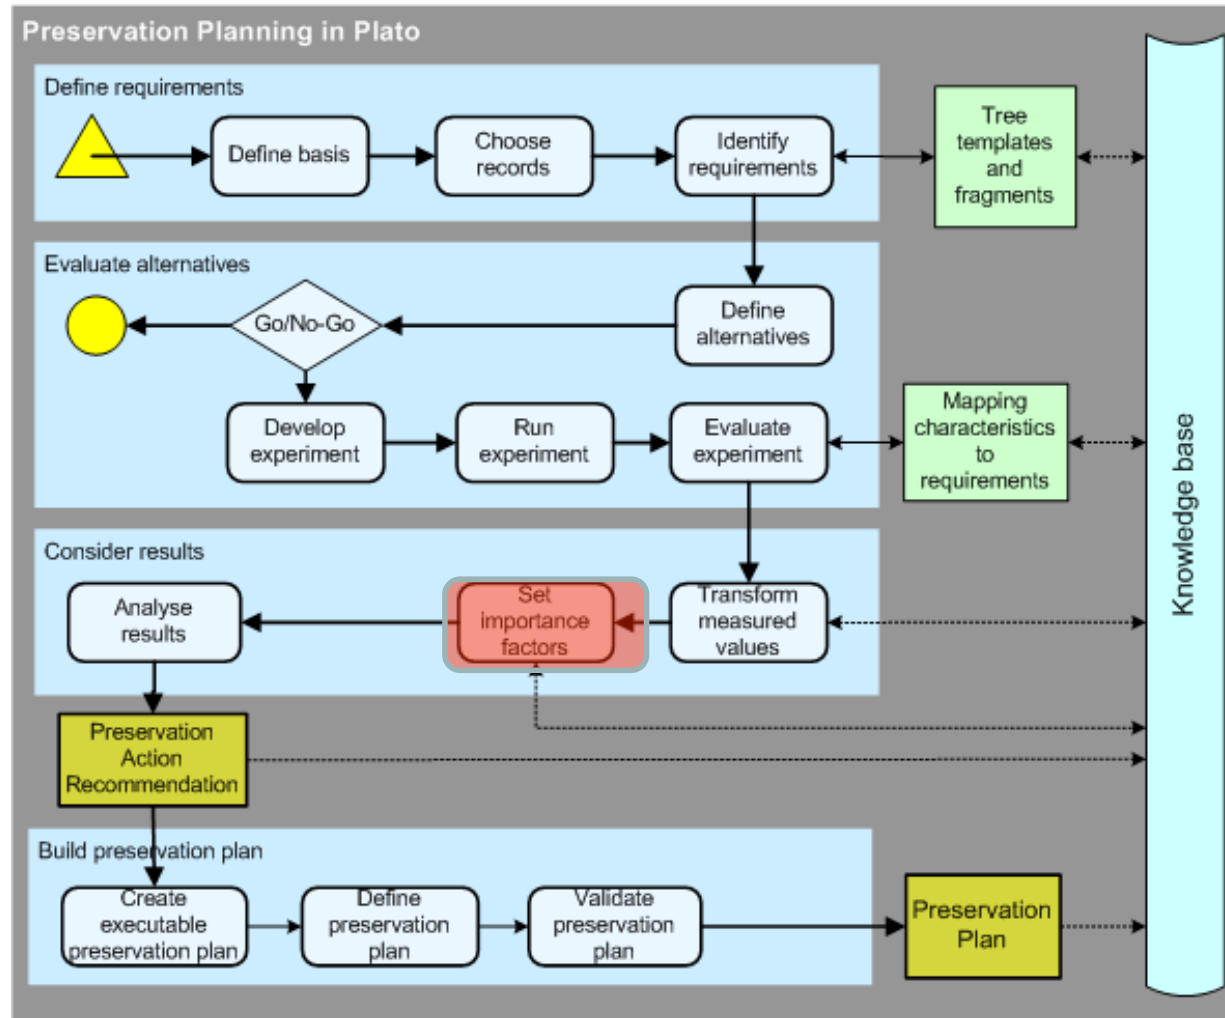 Preservation Planning in Plato
Define requirements
Define basis
Choose
records
Identify
requirements
Tree
templates
and
fragments
Evaluate alternatives
Go/No-Go
Define
alternatives
Develop
experiment
Run
experiment
Evaluate
experiment
Mapping
characteristics
to
requirements
Knowledge base
Consider results
Analyse
results
Set
importance
factors
Transform
measured
values
Preservation
Action
Recommendation
Build preservation plan
Create
executable
preservation plan
Define
preservation
plan
Validate
preservation
plan
Preservation
Plan